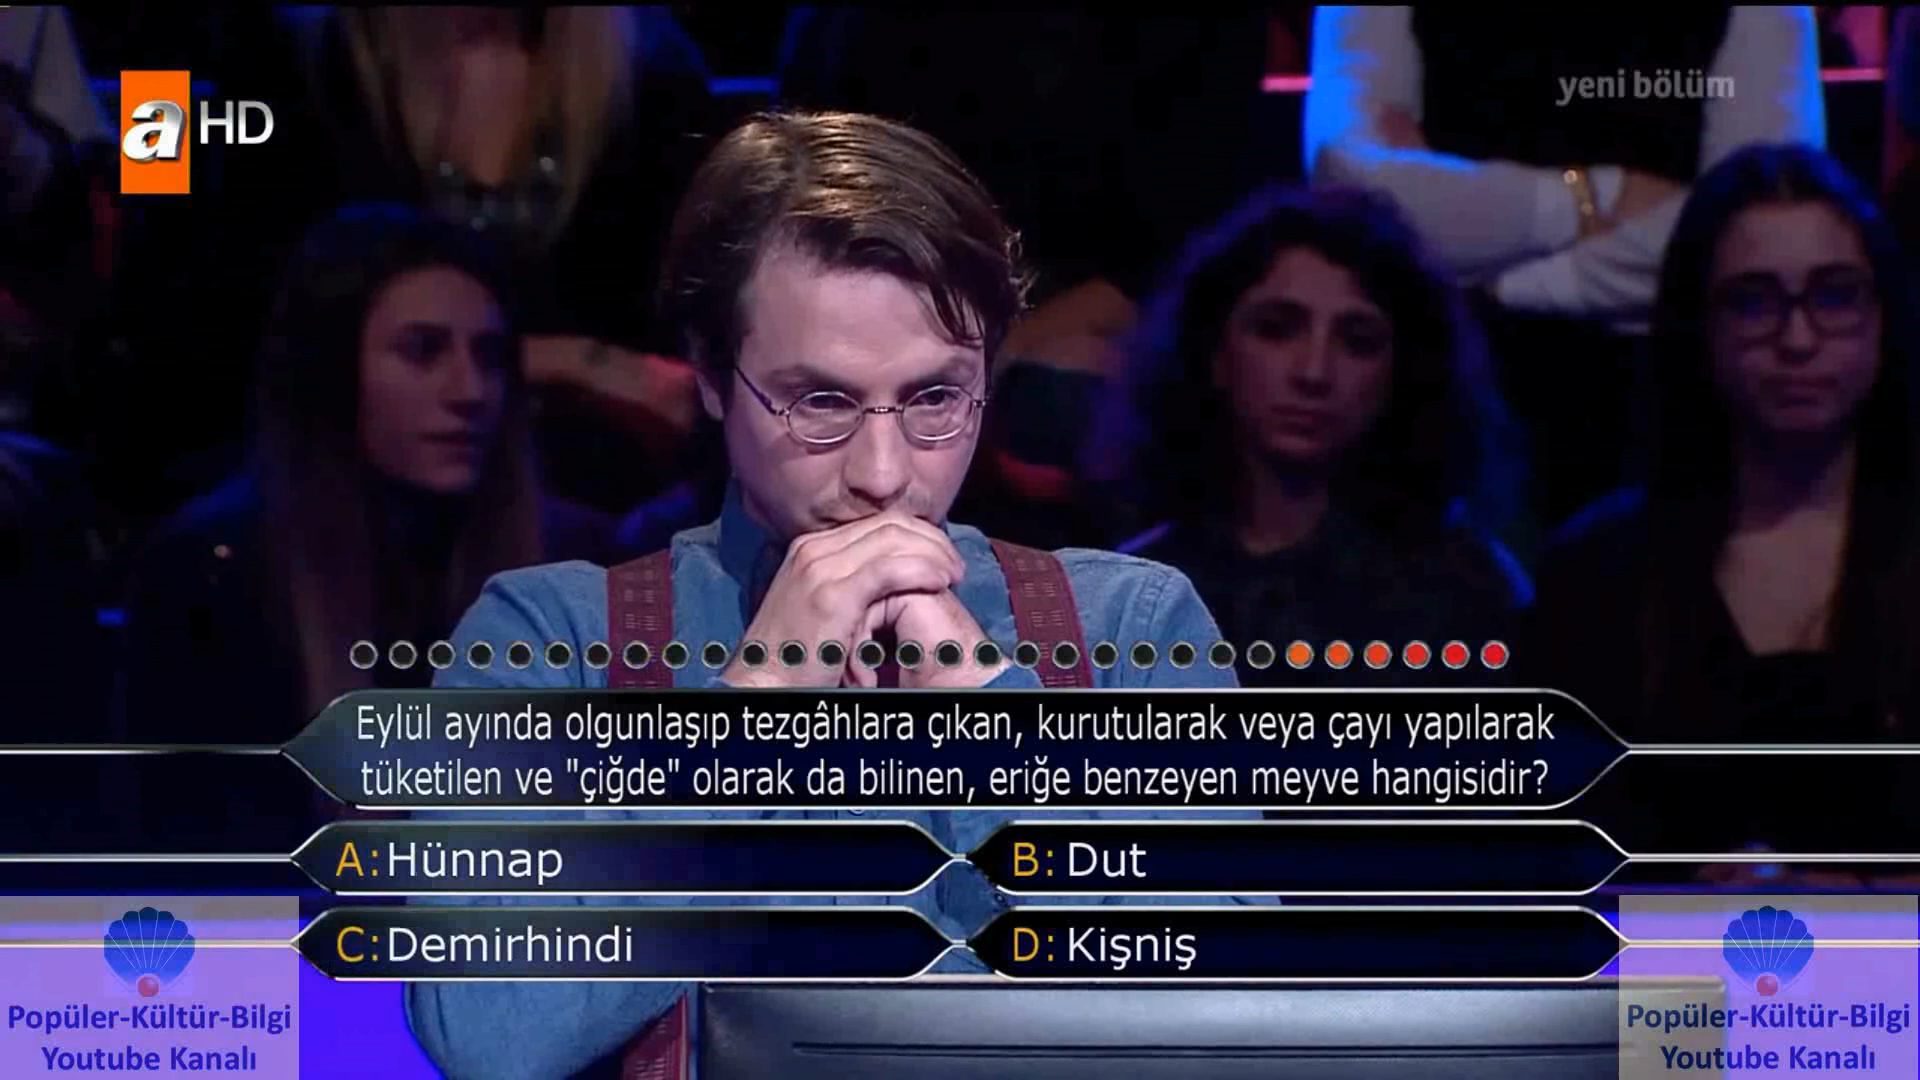 a HD
yeni bölüm
Eylül ayında olgunlaşıp tezgâhlara çıkan, kurutularak veya çayı yapılarak
tüketilen ve "çiğde" olarak da bilinen, eriğe benzeyen meyve hangisidir?
A: Hünnap
B: Dut
C: Demirhindi
D: Kişniş
Popüler-Kültür-Bilgi
Youtube Kanalı
Popüler-Kültür-Bilgi
Youtube Kanalı